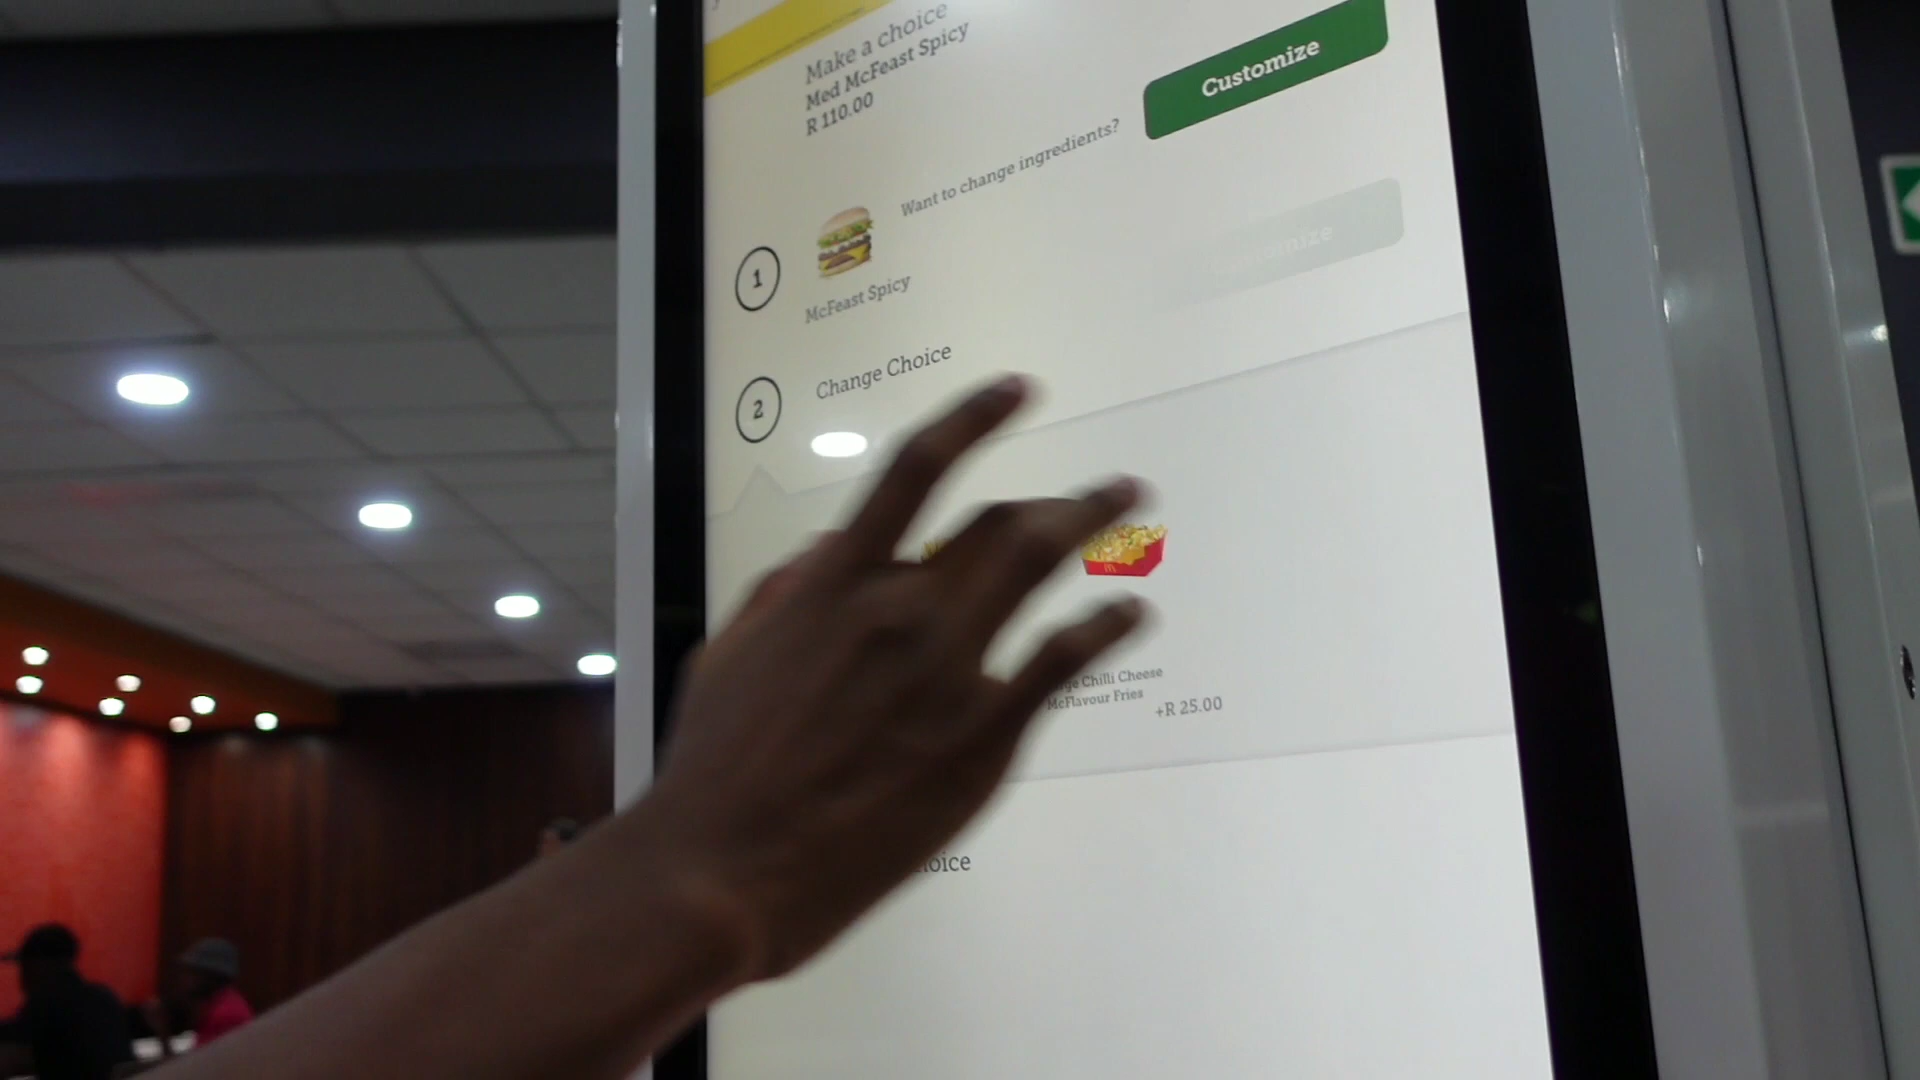 Make a choice
Med McFeast Spicy
R 110.00
Customize
Want to change ingredients?
1
McFeast Spicy
Customize
2
Change Choice
Chilli Cheese
McFlavour Fries
+R 25.00